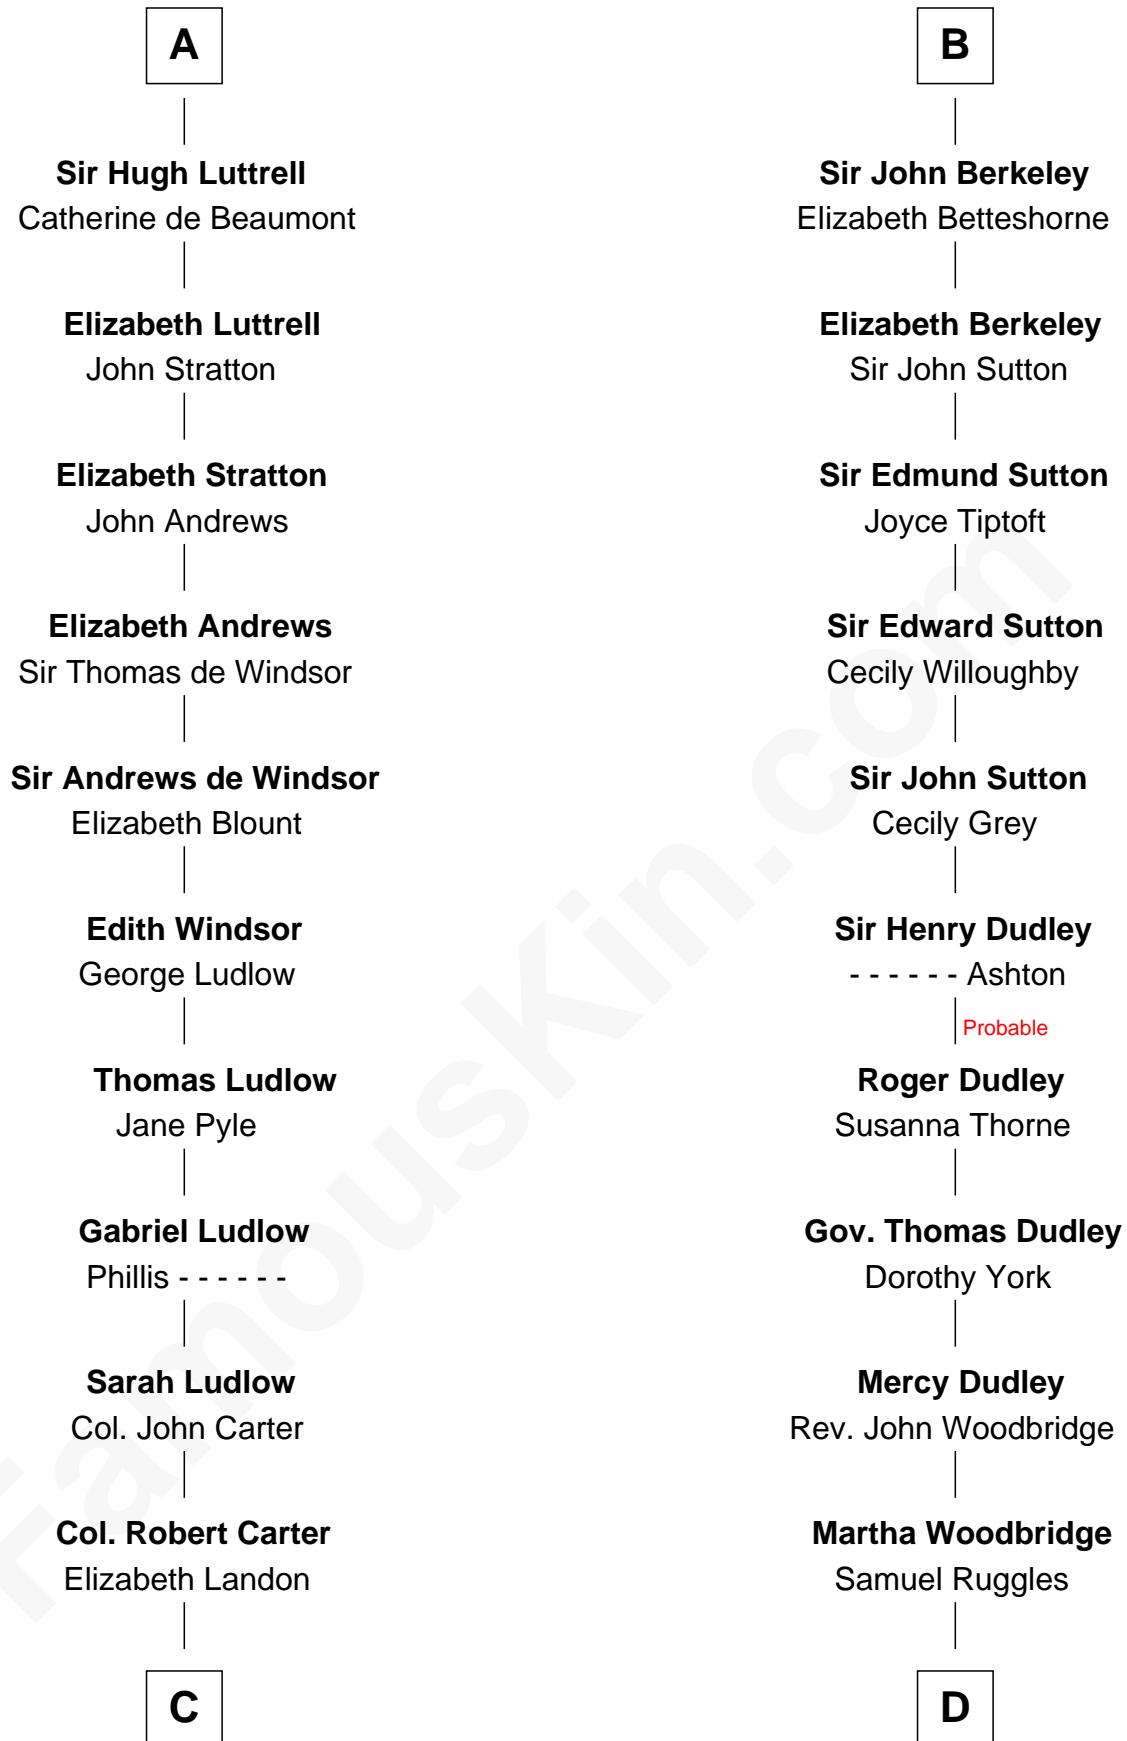 A
Sir Hugh Luttrell
Catherine de Beaumont
Elizabeth Luttrell
John Stratton
Elizabeth Stratton
John Andrews
Elizabeth Andrews
Sir Thomas de Windsor
Sir Andrews de Windsor
Elizabeth Blount
Edith Windsor
George Ludlow
Thomas Ludlow
Jane Pyle
Gabriel Ludlow
Phillis - - - - - -
Sarah Ludlow
Col. John Carter
Col. Robert Carter
Elizabeth Landon
C
B
Sir John Berkeley
Elizabeth Betteshorne
Elizabeth Berkeley
Sir John Sutton
Sir Edmund Sutton
Joyce Tiptoft
Sir Edward Sutton
Cecily Willoughby
Sir John Sutton
Cecily Grey
Sir Henry Dudley
- - - - - - Ashton
Probable
Roger Dudley
Susanna Thorne
Gov. Thomas Dudley
Dorothy York
Mercy Dudley
Rev. John Woodbridge
Martha Woodbridge
Samuel Ruggles
D
FamousKin.com